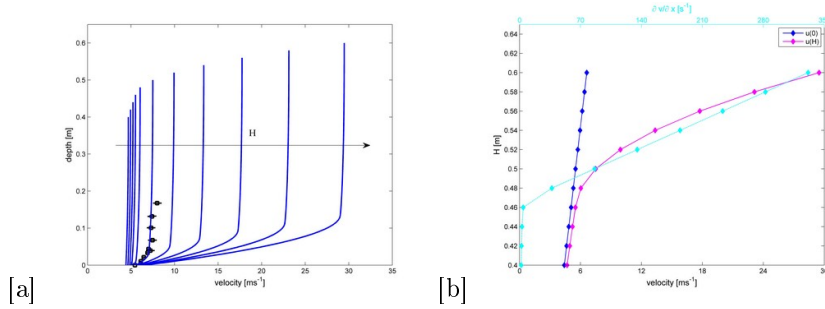 [a]
depth [m]
0.6
0.5
0.4
0.3
0.2
0.1
0
H
0 5 10 15 20 25 30 35
velocity [ms⁻¹]
[b]
∂ v/∂ x [s⁻¹]
0 70 140 210 280 350
H [m]
0.64
0.62
0.6
0.58
0.56
0.54
0.52
0.5
0.48
0.46
0.44
0.42
0.4
u(0)
u(H)
0 6 12 18 24 30
velocity [ms⁻¹]